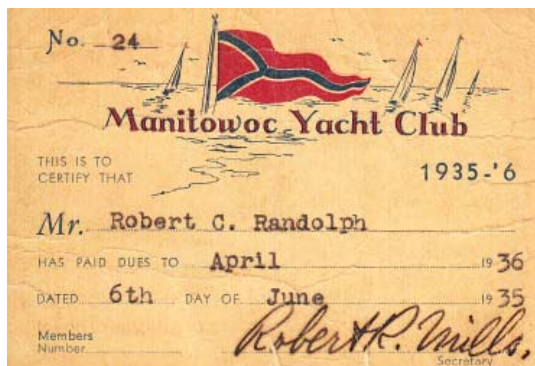 No. 24
Manitowoc Yacht Club
THIS IS TO
CERTIFY THAT
1935-'6
Mr. Robert C. Randolph
HAS PAID DUES TO April 1936
DATED 6th DAY OF June 1935
Members
Number
Robert R. Mills.
Secretary